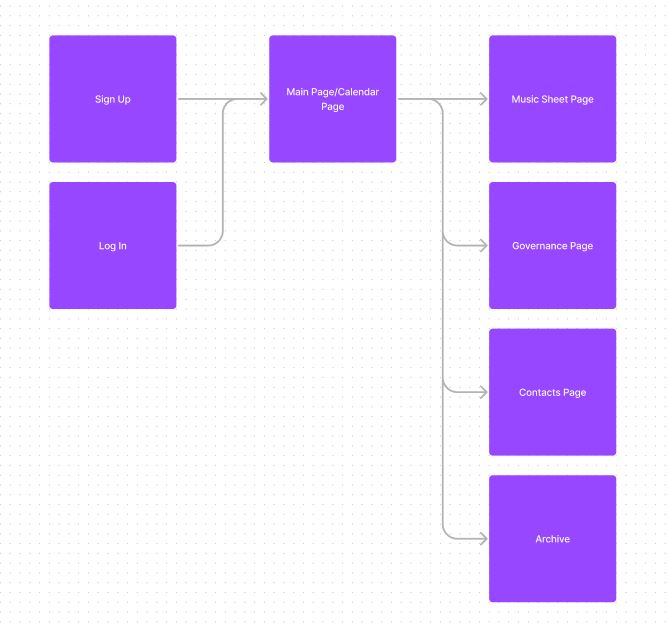 Sign Up
Main Page/Calendar
Page
Music Sheet Page
Log In
Governance Page
Contacts Page
Archive